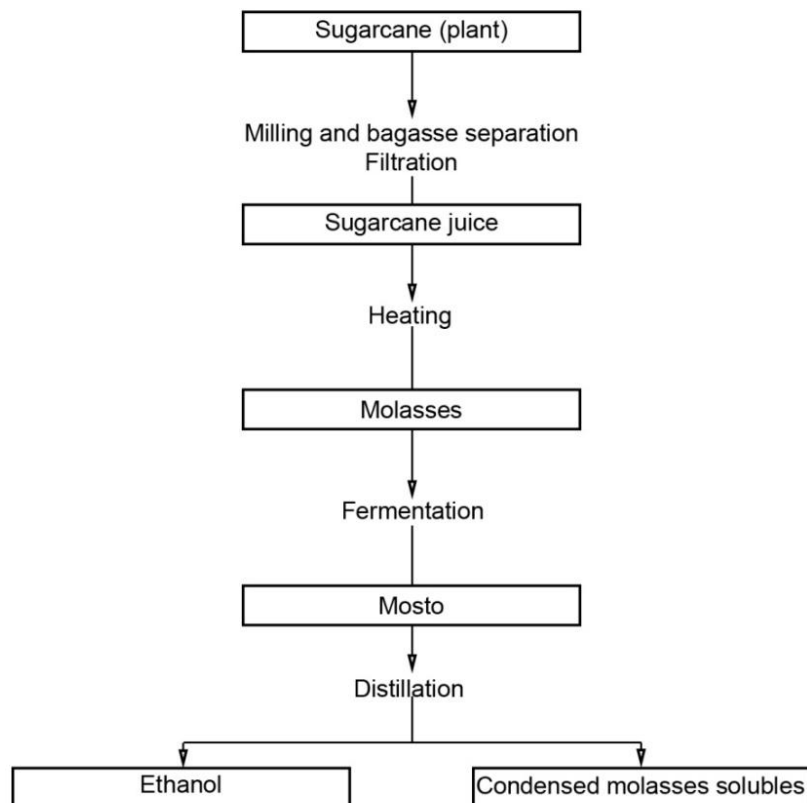 Sugarcane (plant)
Milling and bagasse separation
Filtration
Sugarcane juice
Heating
Molasses
Fermentation
Mosto
Distillation
Ethanol
Condensed molasses solubles